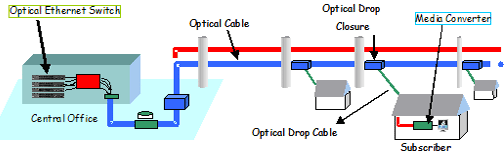 Optical Ethernet Switch
Optical Cable
Optical Drop
Closure
Media Converter
Central Office
Optical Drop Cable
Subscriber